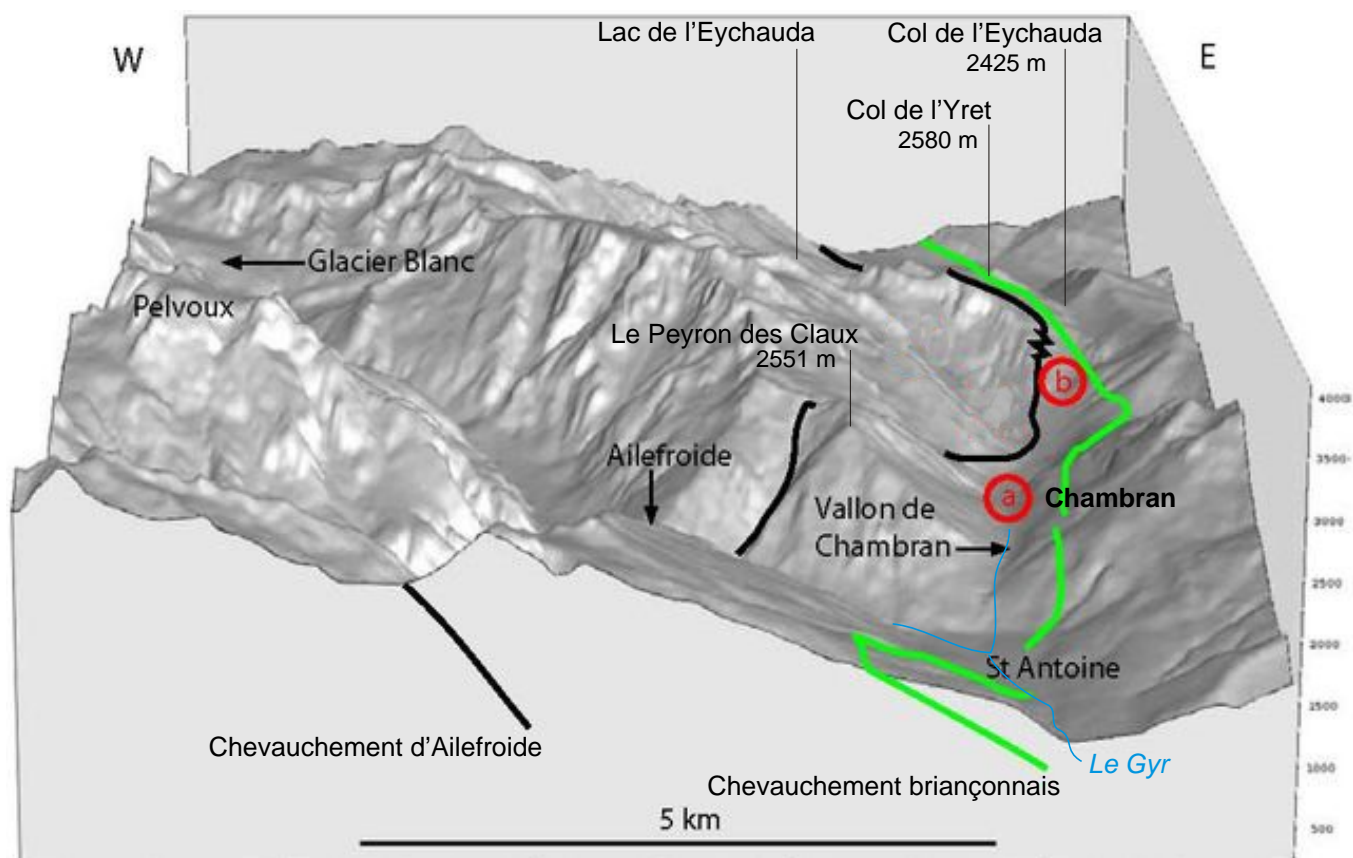 W
Lac de l'Eychauda
Col de l'Eychauda
2425 m
E
Col de l'Yret
2580 m
Glacier Blanc
Pelvoux
Le Peyron des Claux
2551 m
b
Ailefroide
a
Chambran
Vallon de
Chambran
St Antoine
Chevauchement d'Ailefroide
Le Gyr
Chevauchement briançonnais
5 km
3500
3000
2500
2000
1500
1000
500